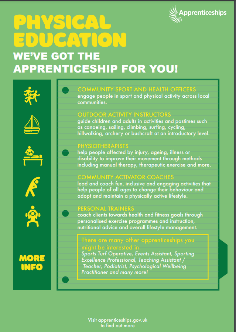 Apprenticeships
PHYSICAL
EDUCATION
WE'VE GOT THE
APPRENTICESHIP FOR YOU!
COMMUNITY SPORT AND HEALTH OFFICERS
engage people in sport and physical activity across local
communities.
OUTDOOR ACTIVITY INSTRUCTORS
guide children and adults in activities and pastimes such
as canoeing, sailing, climbing, surfing, cycling,
hillwalking, archery or bushcraft at an introductory level
PHYSIOTHERAPISTS
help people affected by injury, ageing, illness or
disability to improve their movement through methods
including manual therapy, therapeutic exercise and more.
COMMUNITY ACTIVATOR COACHES
lead and coach fun, inclusive and engaging activities that
help people of all ages to change their behaviour and
adopt and maintain a physically active lifestyle.
PERSONAL TRAINERS
coach clients towards health and fitness goals through
personalised exercise programmes and instruction,
nutritional advice and overall lifestyle management.
MORE
INFO
There are many other apprenticeships you
might be interested in
Sports Turf Operative, Events Assistant, Sporting
Excellence Professional, Teaching Assistant /
Teacher, Podiatrist, Psychological Wellbeing
Practitioner and many more!
Visit apprenticeships.gov.uk
to find out more.